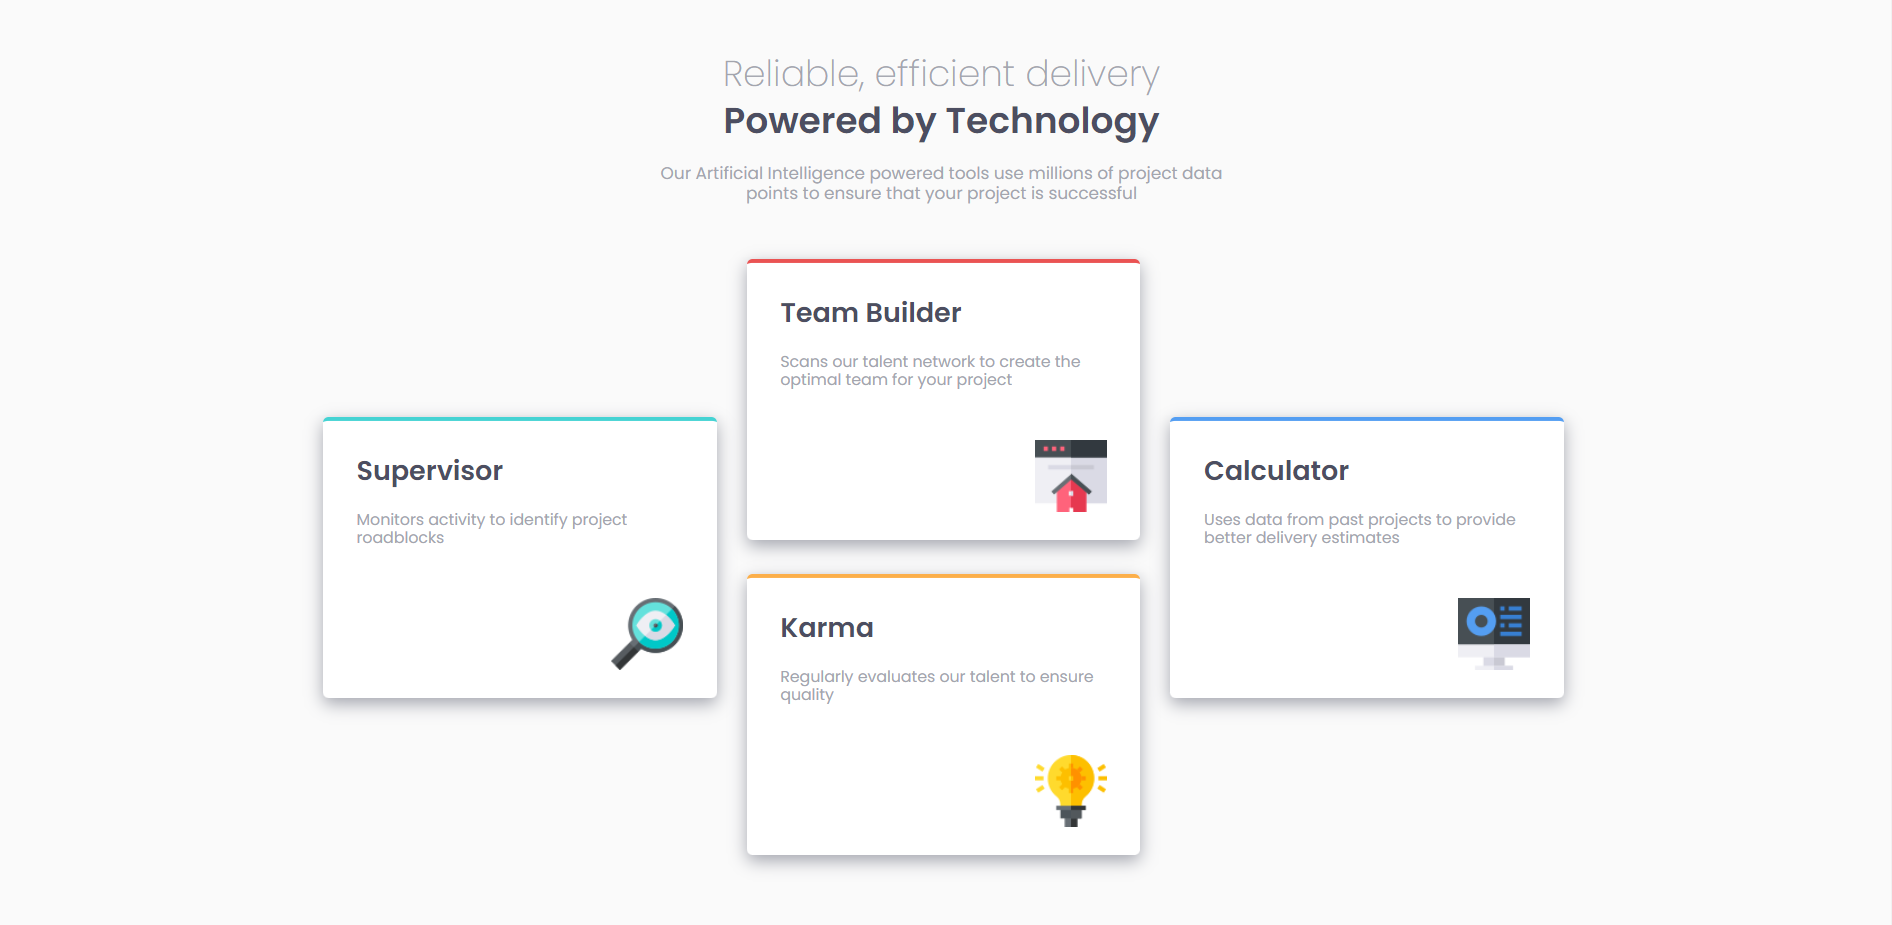 Reliable, efficient delivery
Powered by Technology
Our Artificial Intelligence powered tools use millions of project data
points to ensure that your project is successful
Team Builder
Scans our talent network to create the
optimal team for your project
Supervisor
Monitors activity to identify project
roadblocks
Calculator
Uses data from past projects to provide
better delivery estimates
Karma
Regularly evaluates our talent to ensure
quality